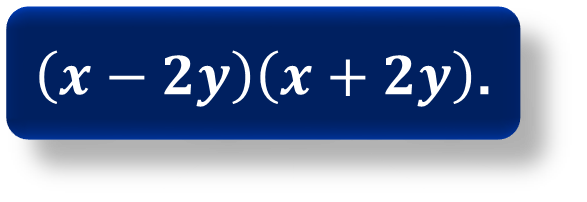 (x − 2y)(x + 2y).